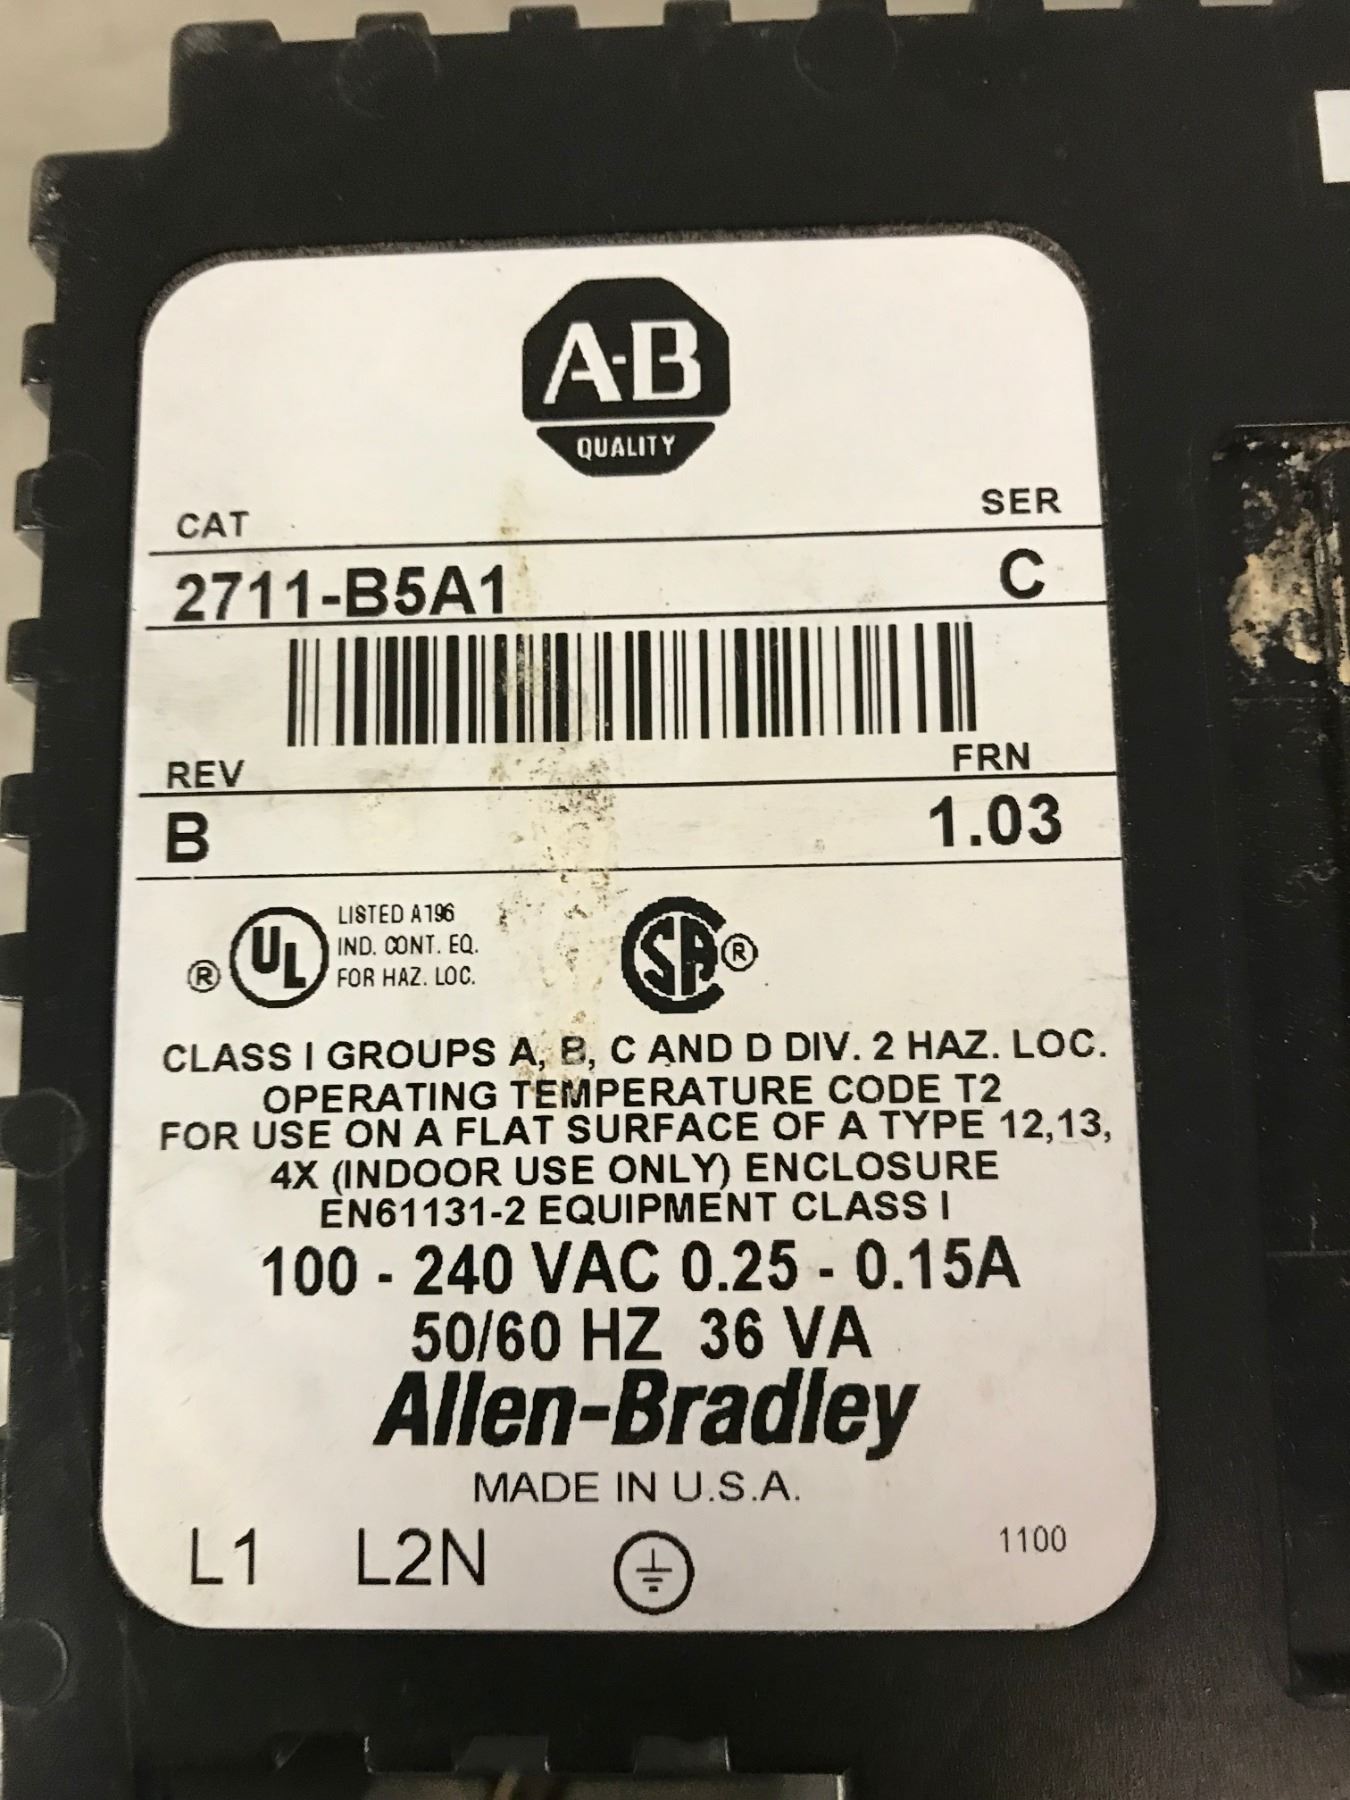 A-B
QUALITY
CAT SER
2711-B5A1 C
REV FRN
B 1.03
® UL LISTED A196
IND. CONT. EQ.
FOR HAZ. LOC.
SA ®
CLASS I GROUPS A, B, C AND D DIV. 2 HAZ. LOC.
OPERATING TEMPERATURE CODE T2
FOR USE ON A FLAT SURFACE OF A TYPE 12,13,
4X (INDOOR USE ONLY) ENCLOSURE
EN61131-2 EQUIPMENT CLASS I
100 - 240 VAC 0.25 - 0.15A
50/60 HZ 36 VA
Allen-Bradley
MADE IN U.S.A.
L1 L2N 1100